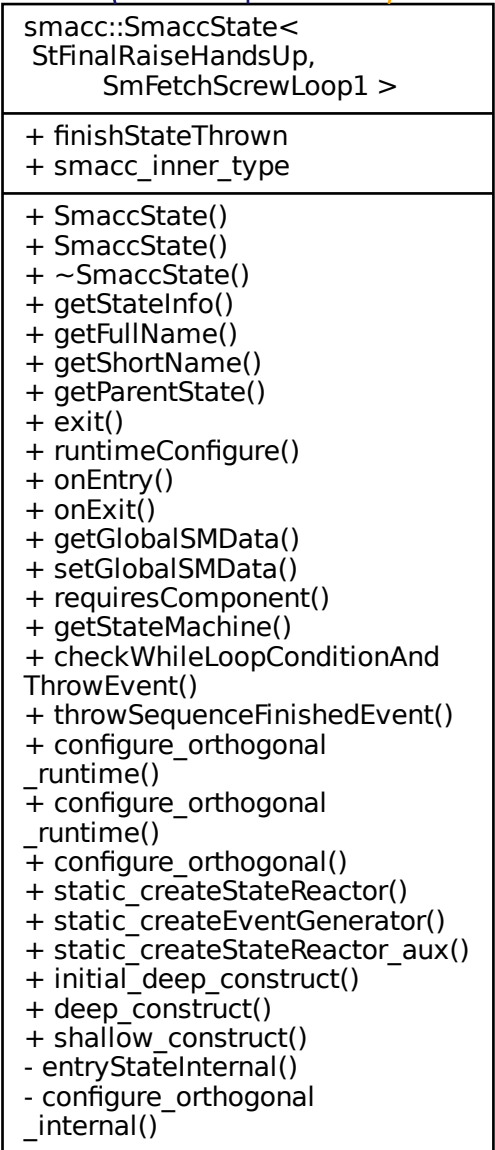 smacc::SmaccState<
StFinalRaiseHandsUp,
SmFetchScrewLoop1 >
+ finishStateThrown
+ smacc_inner_type
+ SmaccState()
+ SmaccState()
+ ~SmaccState()
+ getStateInfo()
+ getFullName()
+ getShortName()
+ getParentState()
+ exit()
+ runtimeConfigure()
+ onEntry()
+ onExit()
+ getGlobalSMData()
+ setGlobalSMData()
+ requiresComponent()
+ getStateMachine()
+ checkWhileLoopConditionAnd
ThrowEvent()
+ throwSequenceFinishedEvent()
+ configure_orthogonal
_runtime()
+ configure_orthogonal
_runtime()
+ configure_orthogonal()
+ static_createStateReactor()
+ static_createEventGenerator()
+ static_createStateReactor_aux()
+ initial_deep_construct()
+ deep_construct()
+ shallow_construct()
- entryStateInternal()
- configure_orthogonal
_internal()